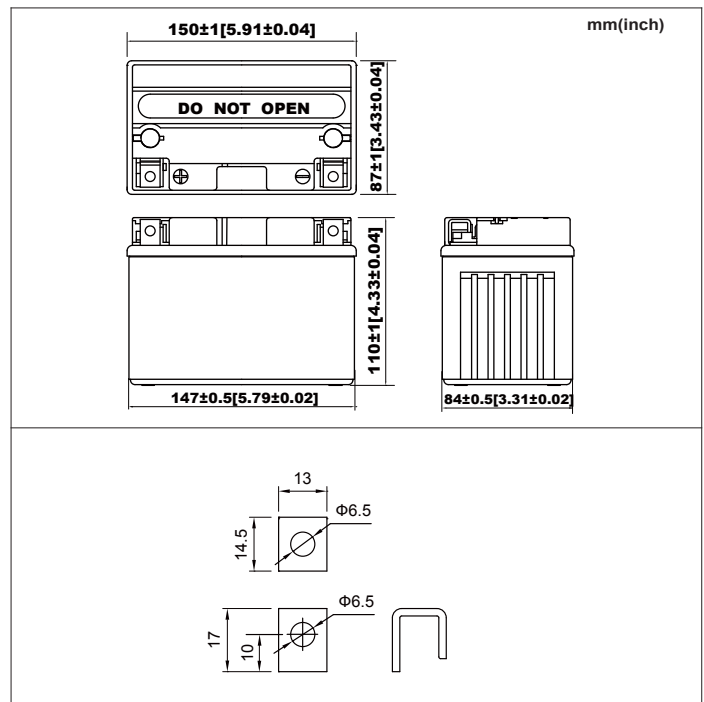 150±1[5.91±0.04]
mm(inch)
DO NOT OPEN
87±1[3.43±0.04]
110±1[4.33±0.04]
147±0.5[5.79±0.02]
84±0.5[3.31±0.02]
13
Φ6.5
14.5
Φ6.5
17
10